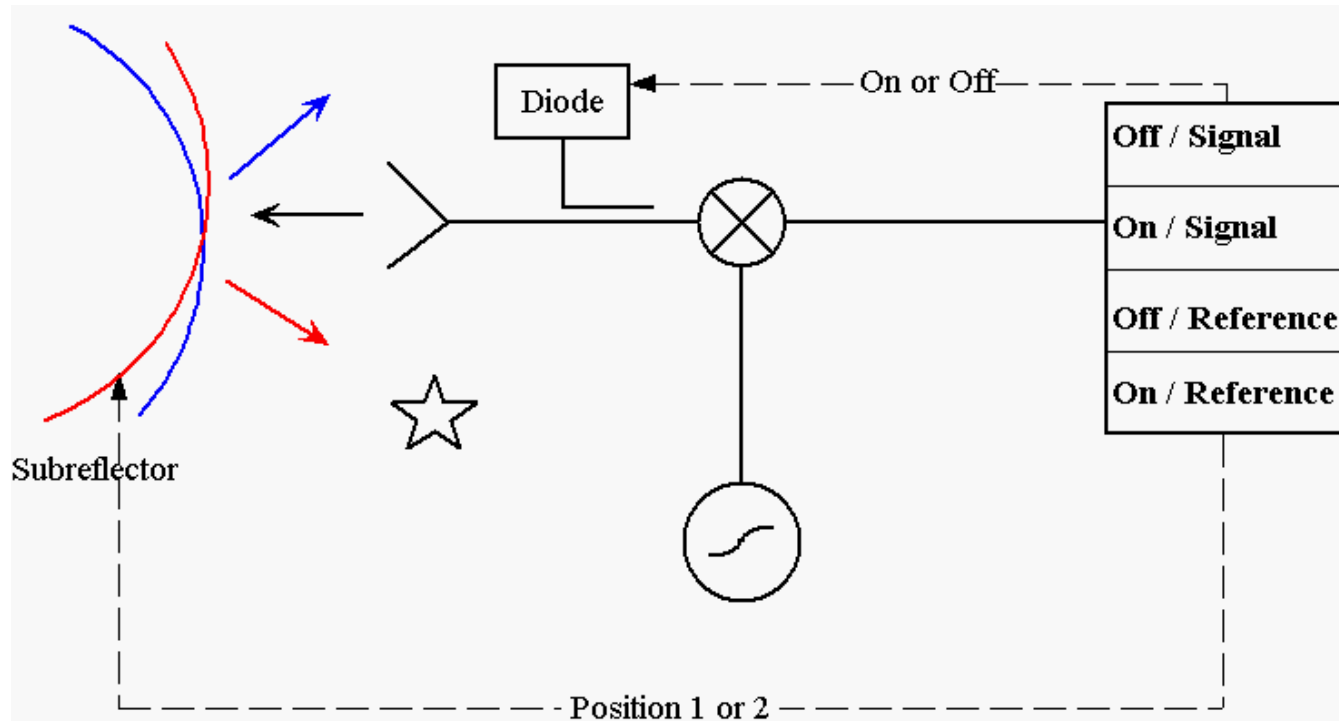 On or Off
Diode
Off / Signal
On / Signal
Off / Reference
On / Reference
Subreflector
Position 1 or 2